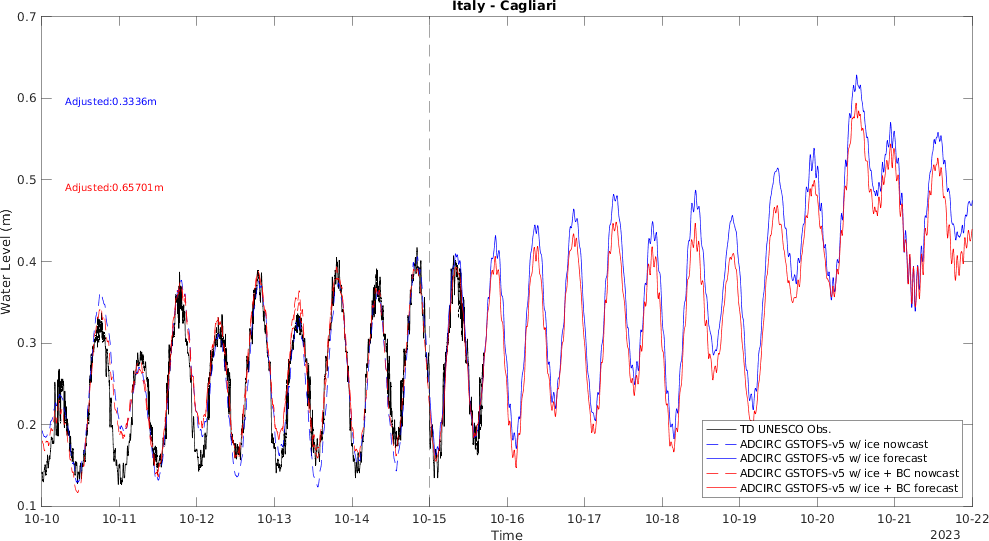 Italy - Cagliari
0.7
0.6
0.5
0.4
0.3
0.2
0.1
Water Level (m)
Adjusted:0.3336m
Adjusted:0.65701m
TD UNESCO Obs.
ADCIRC GSTOFS-v5 w/ ice nowcast
ADCIRC GSTOFS-v5 w/ ice forecast
ADCIRC GSTOFS-v5 w/ ice + BC nowcast
ADCIRC GSTOFS-v5 w/ ice + BC forecast
10-10 10-11 10-12 10-13 10-14 10-15 10-16 10-17 10-18 10-19 10-20 10-21 10-22
Time
2023